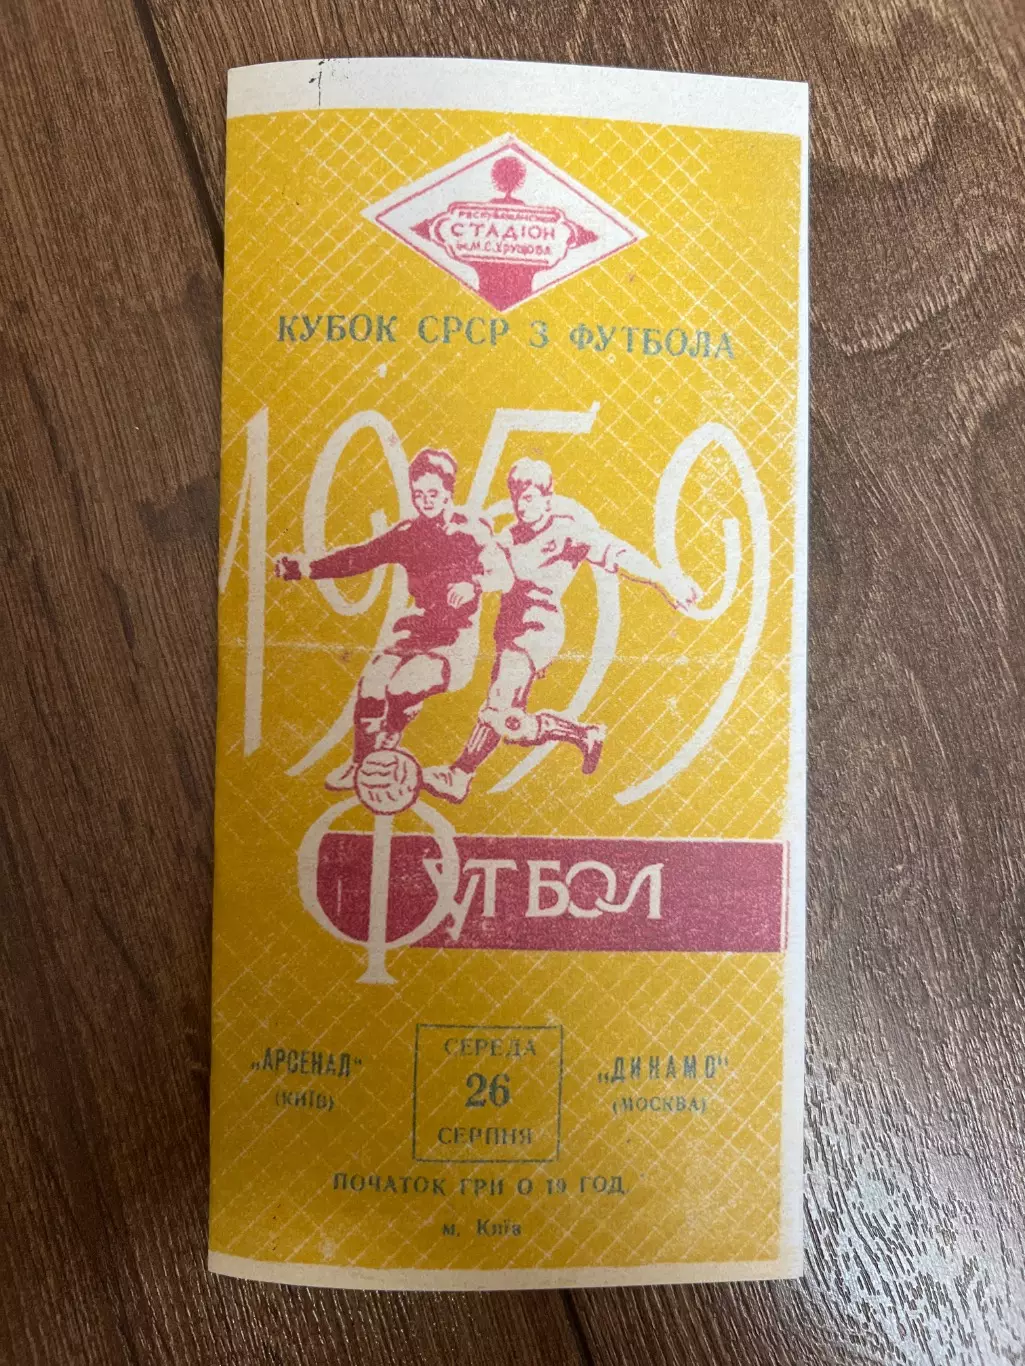 РЕСПУБЛІКАНСЬКИЙ
СТАДІОН
ім. М.С. ХРУЩОВА
КУБОК СРСР З ФУТБОЛА
1959
ФУТБОЛ
„АРСЕНАЛ"
(КИЇВ)
СЕРЕДА
26
СЕРПНЯ
„ДИНАМО"
(МОСКВА)
ПОЧАТОК ГРИ О 19 ГОД.
м. Київ